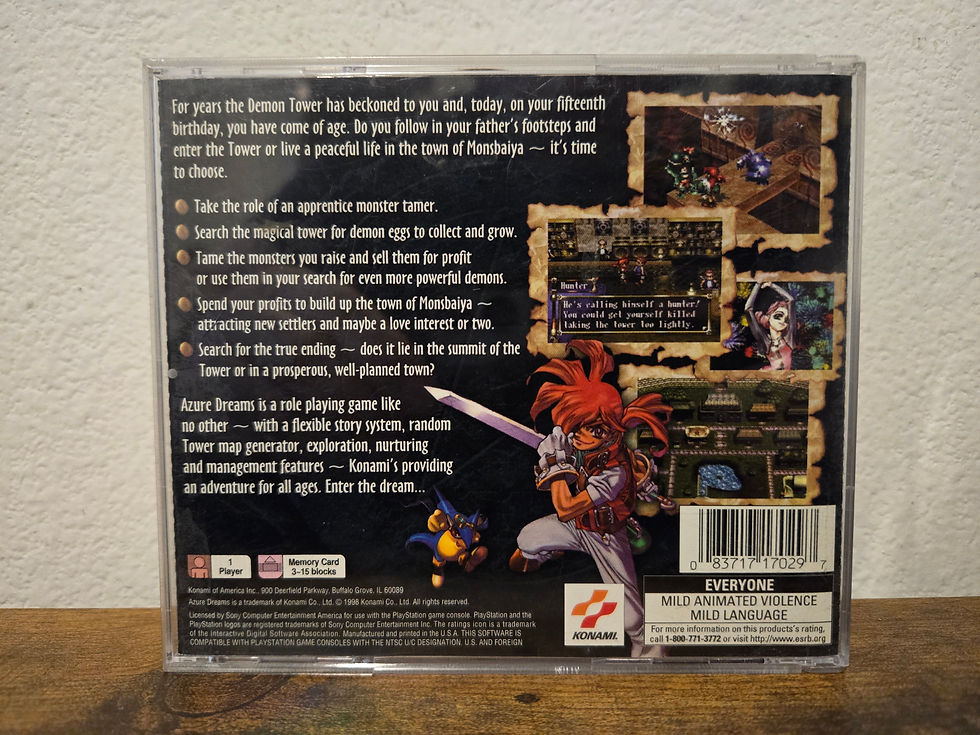 For years the Demon Tower has beckoned to you and, today, on your fifteenth
birthday, you have come of age. Do you follow in your father's footsteps and
enter the Tower or live a peaceful life in the town of Monsbaiya ~ it's time
to choose.
Take the role of an apprentice monster tamer.
Search the magical tower for demon eggs to collect and grow.
Tame the monsters you raise and sell them for profit
or use them in your search for even more powerful demons.
Spend your profits to build up the town of Monsbaiya ~
attracting new settlers and maybe a love interest or two.
Search for the true ending ~ does it lie in the summit of the
Tower or in a prosperous, well-planned town?
Azure Dreams is a role playing game like
no other ~ with a flexible story system, random
Tower map generator, exploration, nurturing
and management features ~ Konami's providing
an adventure for all ages. Enter the dream...
Hunter
He's calling himself a hunter!
You could get yourself killed
taking the tower too lightly.
1
Player
Memory Card
3-15 blocks
Konami of America Inc. 900 Deerfield Parkway, Buffalo Grove, IL 60089
Azure Dreams is a trademark of Konami Co., Ltd. © 1998 Konami Co., Ltd. All rights reserved.
Licensed by Sony Computer Entertainment America for use with the PlayStation game console. PlayStation and the
PlayStation logos are registered trademarks of Sony Computer Entertainment Inc. The ratings icon is a trademark
of the Interactive Digital Software Association. Manufactured and printed in the U.S.A. THIS SOFTWARE IS
COMPATIBLE WITH PLAYSTATION GAME CONSOLES WITH THE NTSC U/C DESIGNATION. U.S. AND FOREIGN
KONAMI
0 83717 17029 7
EVERYONE
MILD ANIMATED VIOLENCE
MILD LANGUAGE
For more information on this products's rating,
call 1-800-771-3772 or visit http://www.esrb.org